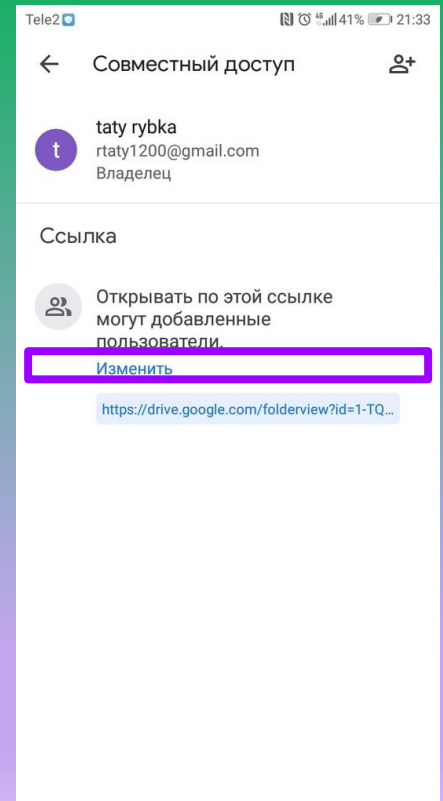 Tele2 46 41% 21:33
Совместный доступ
t
taty rybka
rtaty1200@gmail.com
Владелец
Ссылка
Открывать по этой ссылке
могут добавленные
пользователи.
Изменить
https://drive.google.com/folderview?id=1-TQ...